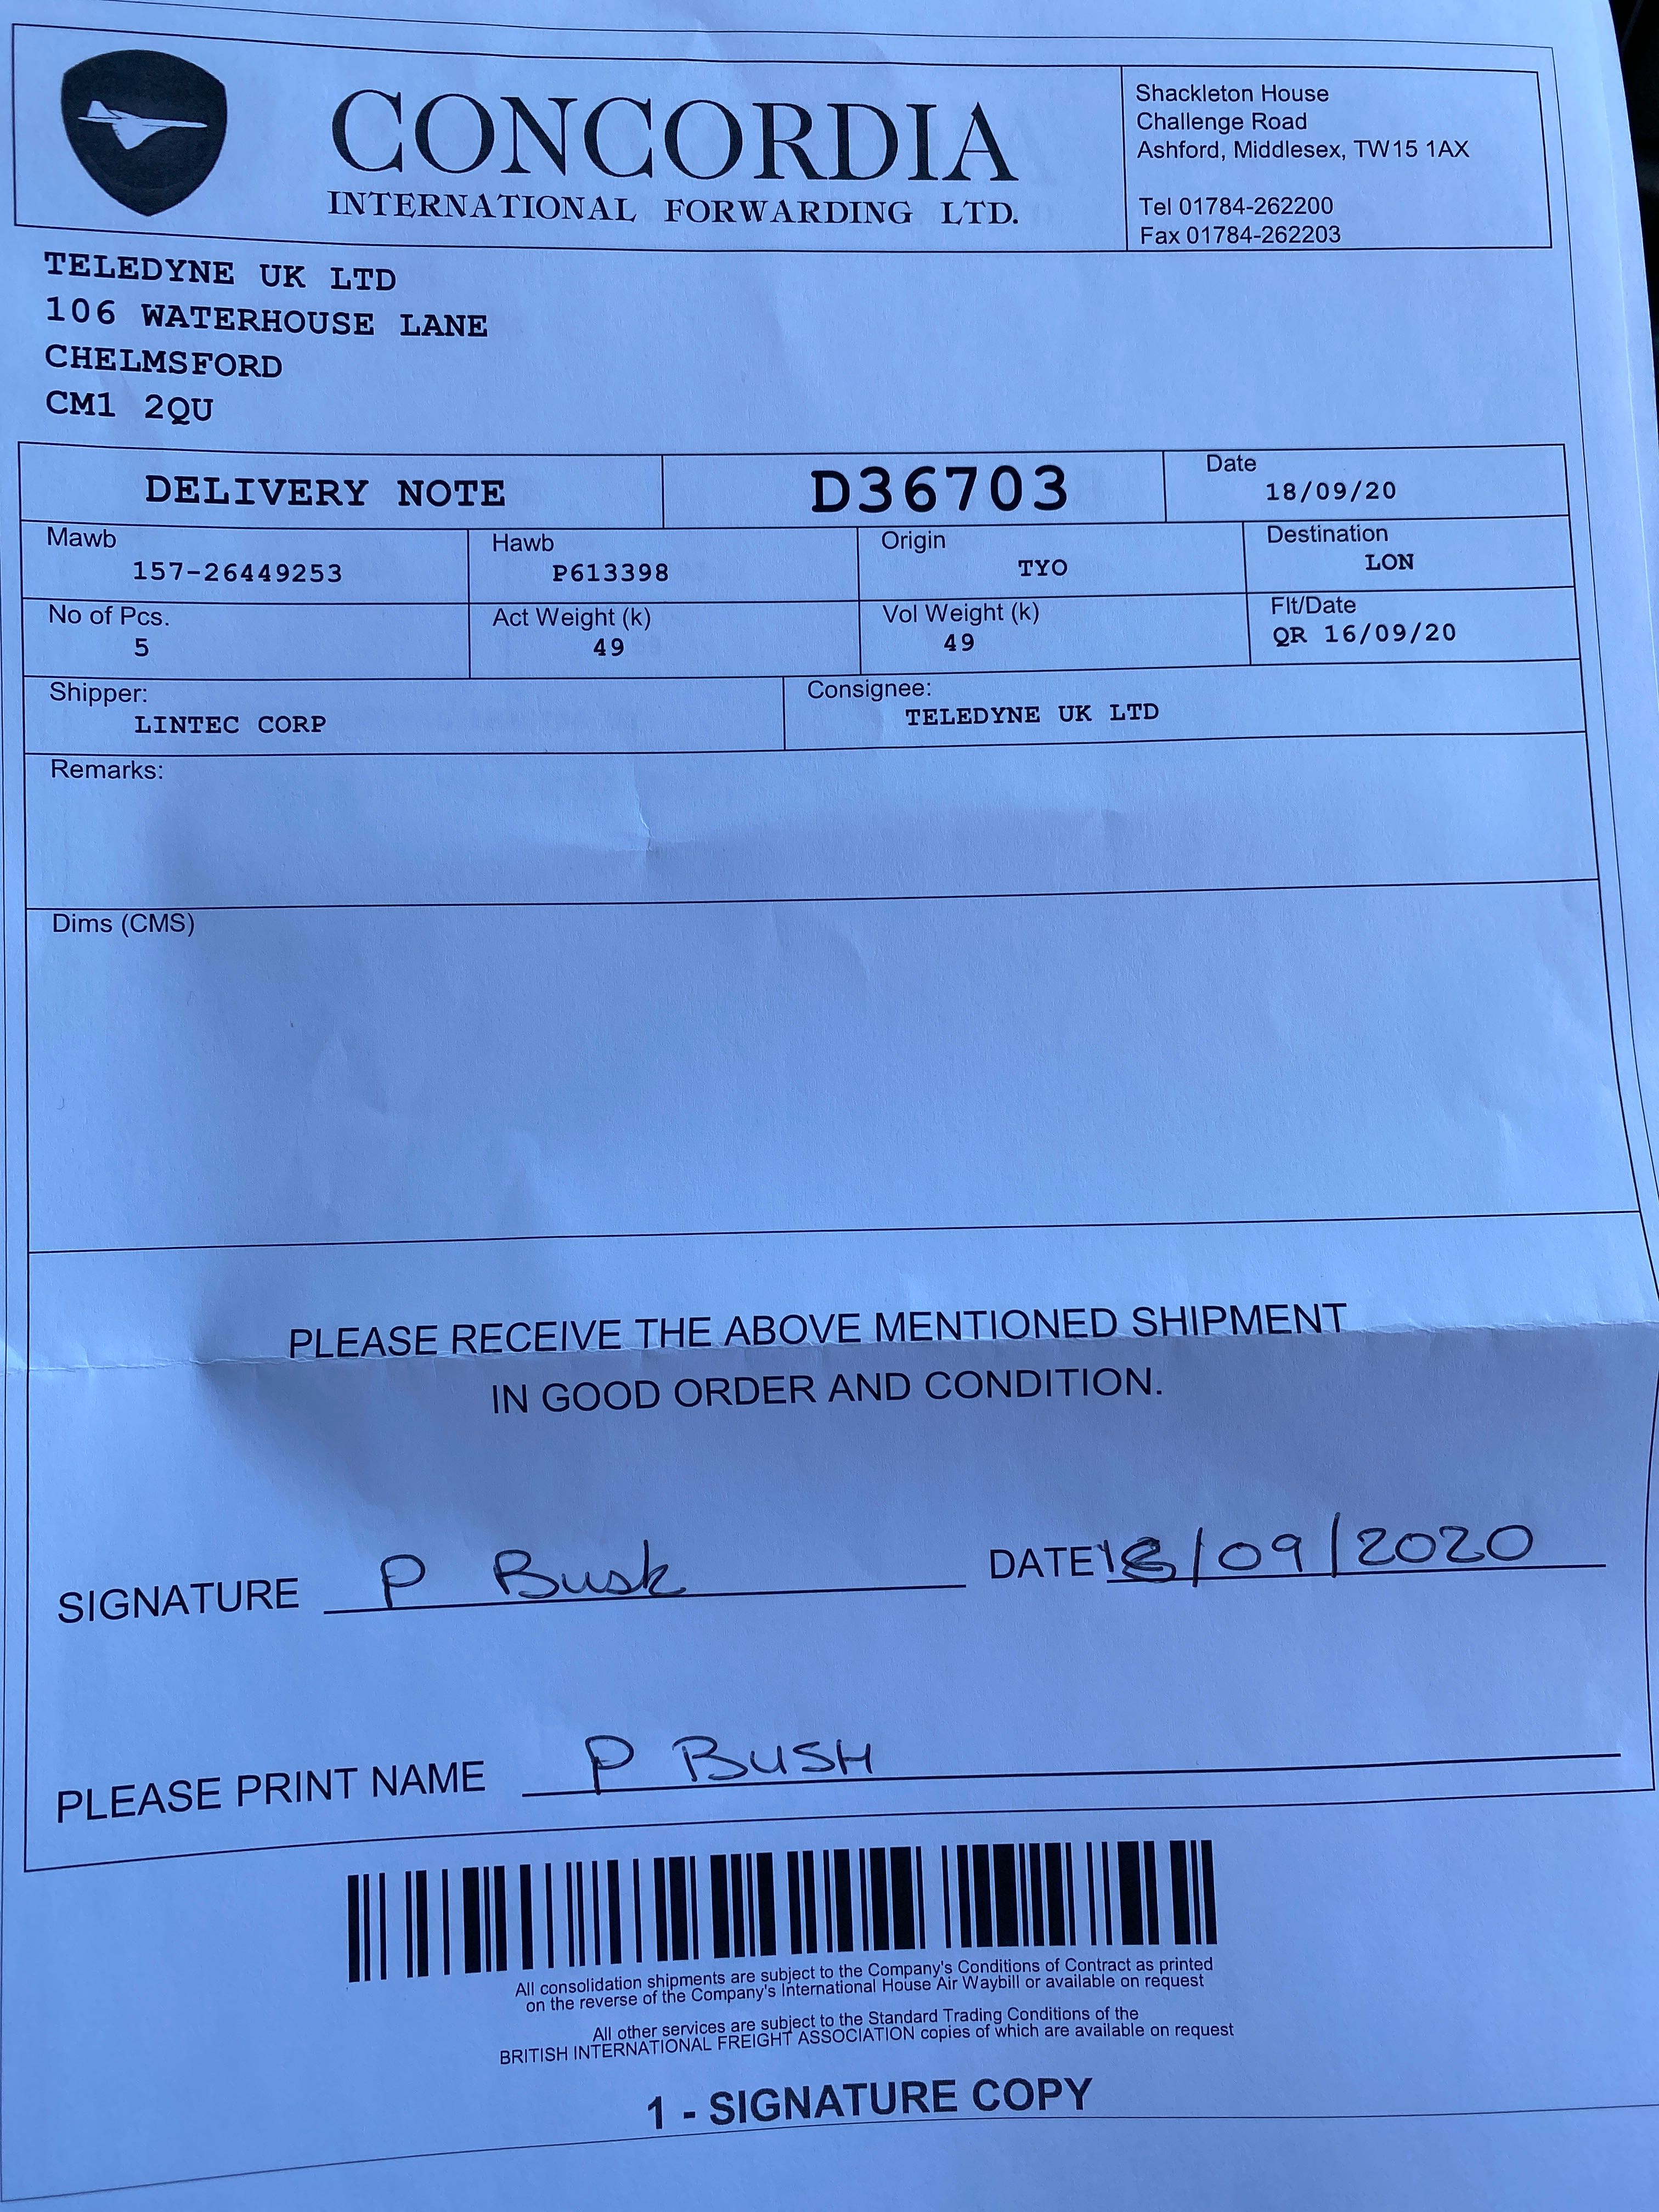 CONCORDIA
INTERNATIONAL FORWARDING LTD.
Shackleton House
Challenge Road
Ashford, Middlesex, TW15 1AX
Tel 01784-262200
Fax 01784-262203
TELEDYNE UK LTD
106 WATERHOUSE LANE
CHELMSFORD
CM1 2QU
DELIVERY NOTE
D36703
Date
18/09/20
Mawb
157-26449253
Hawb
P613398
Origin
TYO
Destination
LON
No of Pcs.
5
Act Weight (k)
49
Vol Weight (k)
49
Flt/Date
QR 16/09/20
Shipper:
LINTEC CORP
Consignee:
TELEDYNE UK LTD
Remarks:
Dims (CMS)
PLEASE RECEIVE THE ABOVE MENTIONED SHIPMENT
IN GOOD ORDER AND CONDITION.
SIGNATURE P Bush DATE 18/09/2020
PLEASE PRINT NAME P BUSH
All consolidation shipments are subject to the Company's Conditions of Contract as printed
on the reverse of the Company's International House Air Waybill or available on request
All other services are subject to the Standard Trading Conditions of the
BRITISH INTERNATIONAL FREIGHT ASSOCIATION copies of which are available on request
1 - SIGNATURE COPY